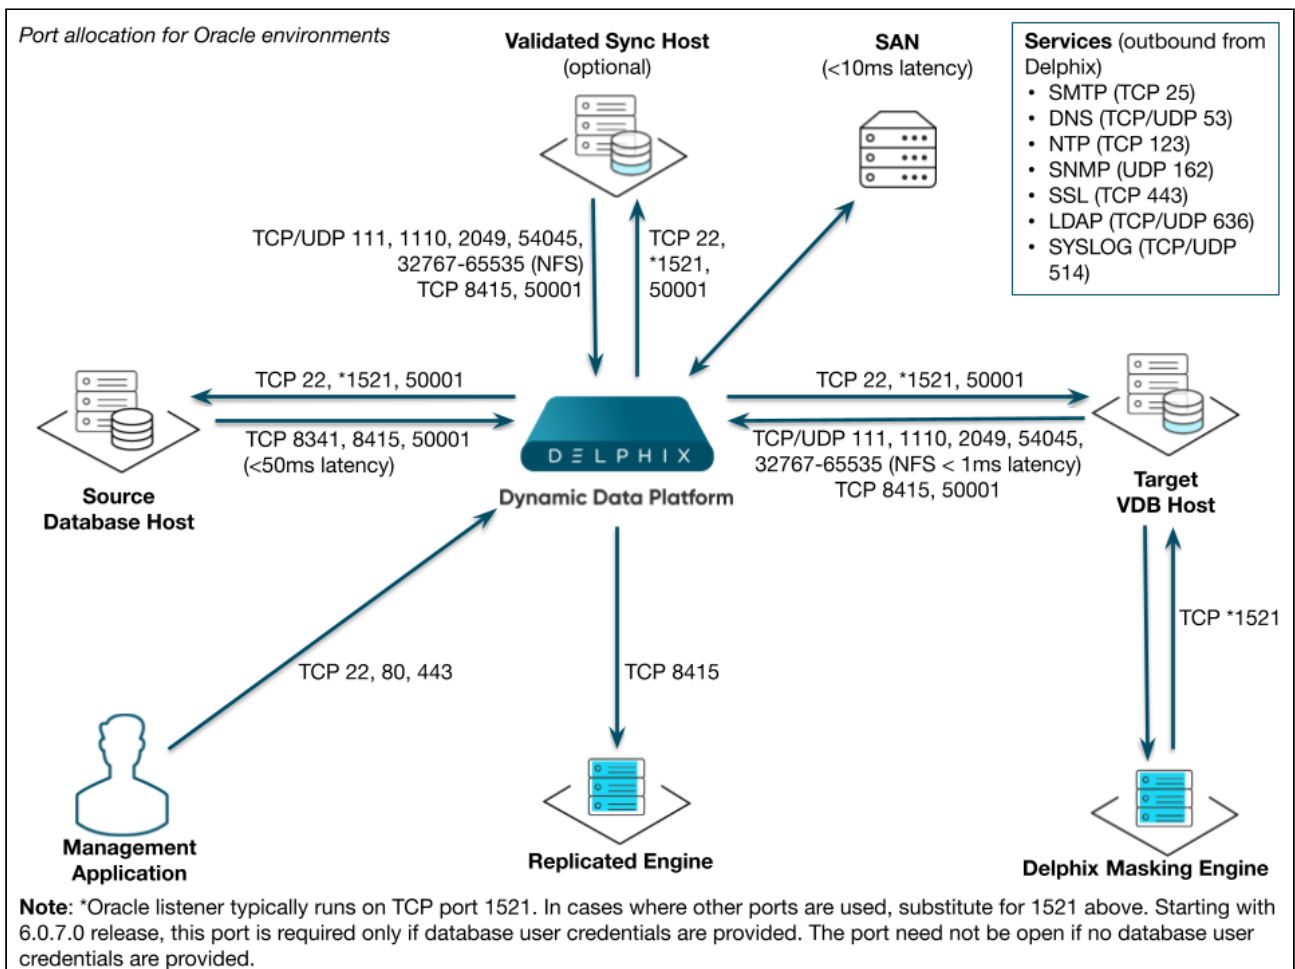 Port allocation for Oracle environments
Validated Sync Host
(optional)
SAN
(<10ms latency)
Services (outbound from
Delphix)
• SMTP (TCP 25)
• DNS (TCP/UDP 53)
• NTP (TCP 123)
• SNMP (UDP 162)
• SSL (TCP 443)
• LDAP (TCP/UDP 636)
• SYSLOG (TCP/UDP
514)
TCP/UDP 111, 1110, 2049, 54045,
32767-65535 (NFS)
TCP 8415, 50001
TCP 22,
*1521,
50001
TCP 22, *1521, 50001
TCP 8341, 8415, 50001
(<50ms latency)
Source
Database Host
DELPHIX
Dynamic Data Platform
TCP 22, *1521, 50001
TCP/UDP 111, 1110, 2049, 54045,
32767-65535 (NFS < 1ms latency)
TCP 8415, 50001
Target
VDB Host
TCP 22, 80, 443
TCP 8415
TCP *1521
Management
Application
Replicated Engine
Delphix Masking Engine
Note: *Oracle listener typically runs on TCP port 1521. In cases where other ports are used, substitute for 1521 above. Starting with
6.0.7.0 release, this port is required only if database user credentials are provided. The port need not be open if no database user
credentials are provided.